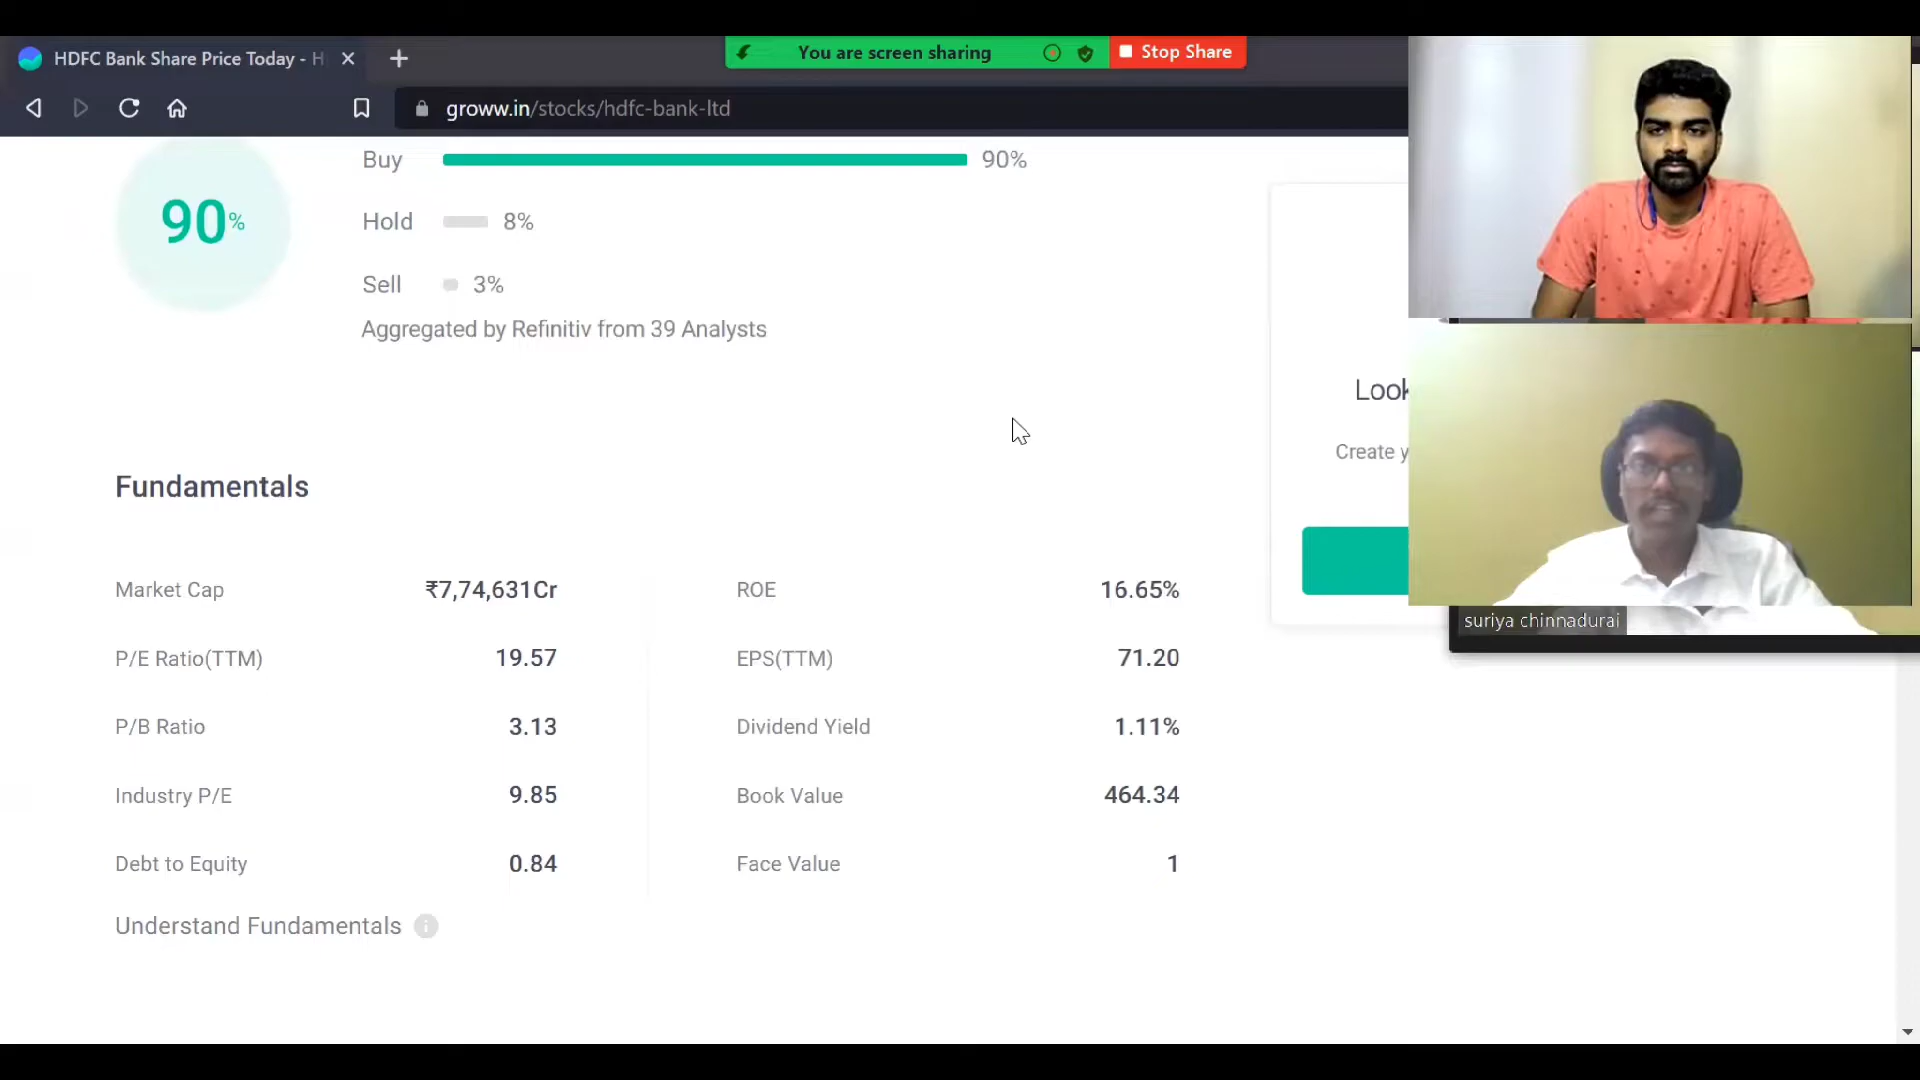 HDFC Bank Share Price Today - H
You are screen sharing
Stop Share
groww.in/stocks/hdfc-bank-ltd
90%
Buy 90%
Hold 8%
Sell 3%
Aggregated by Refinitiv from 39 Analysts
Look
Create y
Fundamentals
Market Cap ₹7,74,631Cr ROE 16.65%
P/E Ratio(TTM) 19.57 EPS(TTM) 71.20
P/B Ratio 3.13 Dividend Yield 1.11%
Industry P/E 9.85 Book Value 464.34
Debt to Equity 0.84 Face Value 1
Understand Fundamentals
suriya chinnadurai